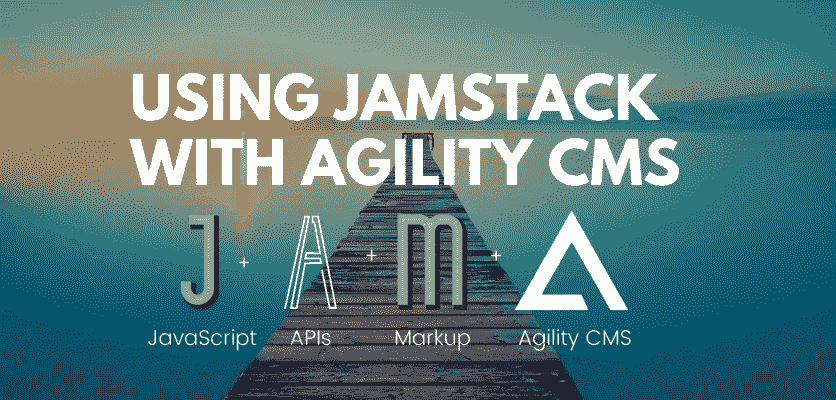 USING JAMSTACK
WITH AGILITY CMS
J + A + M +
JavaScript APIs Markup Agility CMS